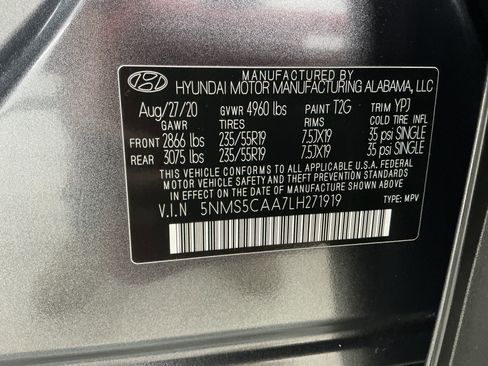 MANUFACTURED BY
HYUNDAI MOTOR MANUFACTURING ALABAMA, LLC
Aug/27/20 GVWR 4960 lbs PAINT T2G TRIM YPJ
GAWR TIRES RIMS COLD TIRE INFL
FRONT 2866 lbs 235/55R19 7.5JX19 35 psi SINGLE
REAR 3075 lbs 235/55R19 7.5JX19 35 psi SINGLE
THIS VEHICLE CONFORMS TO ALL APPLICABLE U.S.A. FEDERAL
MOTOR VEHICLE SAFETY, BUMPER, AND THEFT PREVENTION STANDARDS
IN EFFECT ON THE DATE OF MANUFACTURE SHOWN ABOVE.
V.I.N 5NMS5CAA7LH271919 TYPE: MPV